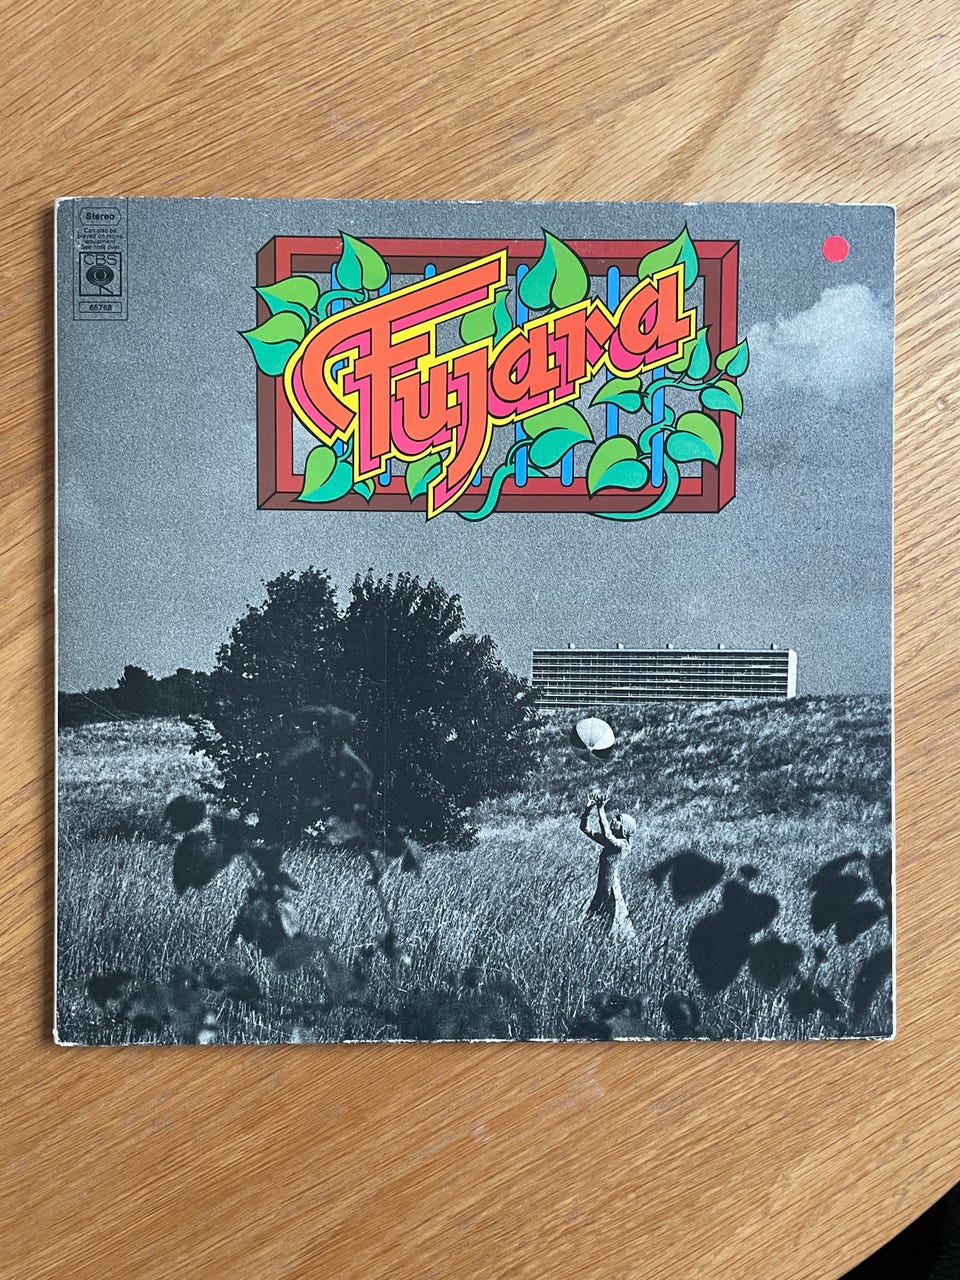 Stereo
Can also be
played on mono
equipment
See note over
CBS
65768
Fujara